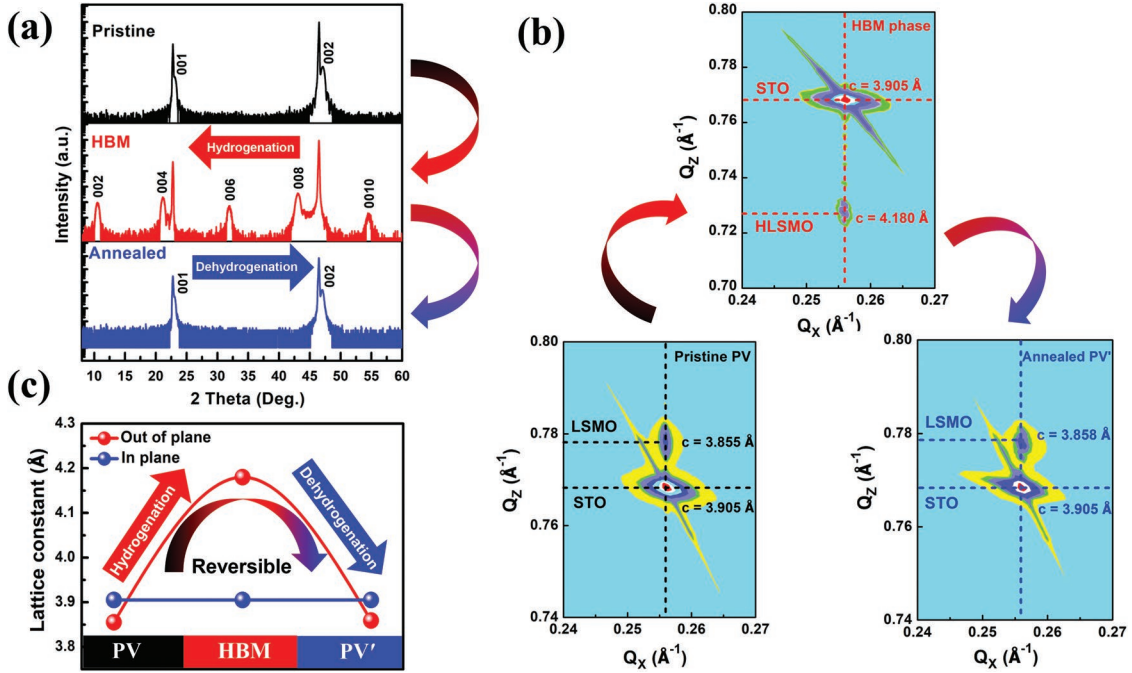 (a)
Pristine
001
002
HBM
Hydrogenation
002
004
006
008
0010
Annealed
Dehydrogenation
001
002
Intensity (a.u.)
10 15 20 25 30 35 40 45 50 55 60
2 Theta (Deg.)
(b)
HBM phase
STO
c = 3.905 Å
HLSMO
c = 4.180 Å
0.80
0.78
0.76
0.74
0.72
0.70
QZ (Å-1)
0.24 0.25 0.26 0.27
QX (Å-1)
Pristine PV
LSMO
c = 3.855 Å
STO
c = 3.905 Å
0.80
0.78
0.76
0.74
QZ (Å-1)
0.24 0.25 0.26 0.27
QX (Å-1)
Annealed PV'
LSMO
c = 3.858 Å
STO
c = 3.905 Å
0.80
0.78
0.76
0.74
QZ (Å-1)
0.24 0.25 0.26 0.27
QX (Å-1)
(c)
Out of plane
In plane
Hydrogenation
Dehydrogenation
Reversible
4.3
4.2
4.1
4.0
3.9
3.8
Lattice constant (Å)
PV HBM PV′